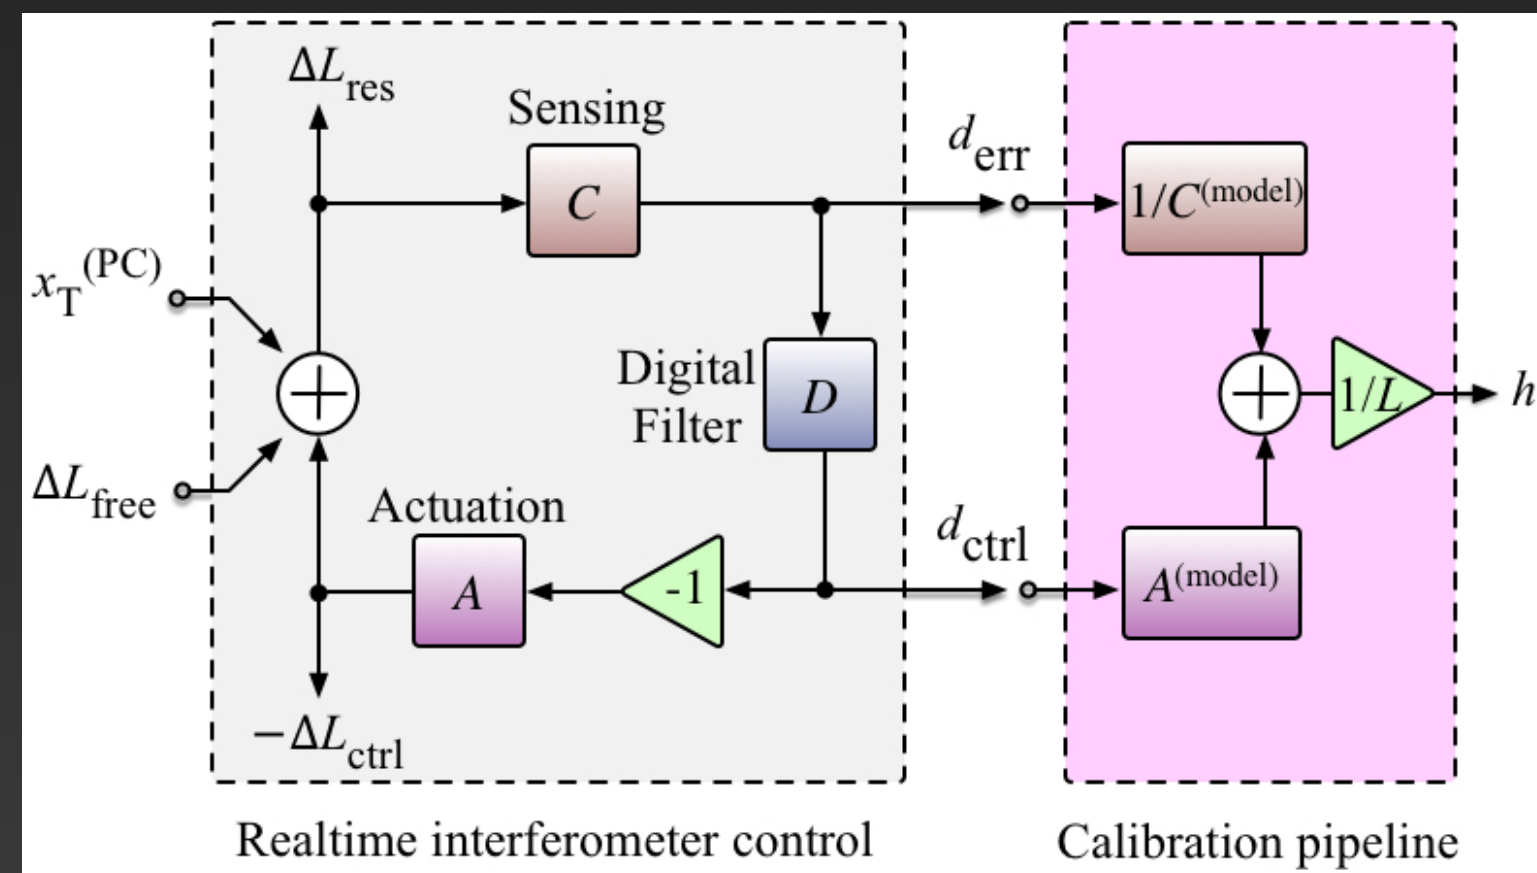 ΔL_res
Sensing
C
d_err
1/C^(model)
x_T^(PC)
Digital
Filter
D
1/L
h
ΔL_free
Actuation
A
-1
d_ctrl
A^(model)
−ΔL_ctrl
Realtime interferometer control
Calibration pipeline